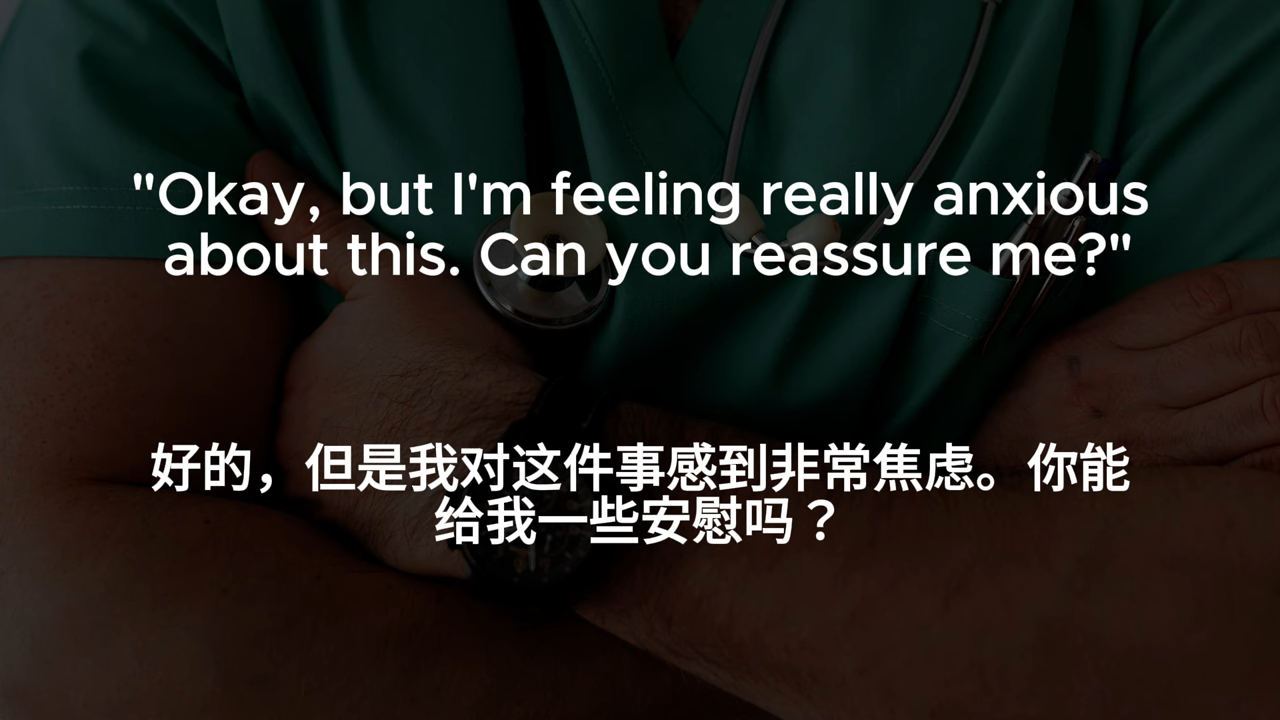 "Okay, but I'm feeling really anxious
about this. Can you reassure me?"
好的，但是我对这件事感到非常焦虑。你能
给我一些安慰吗？